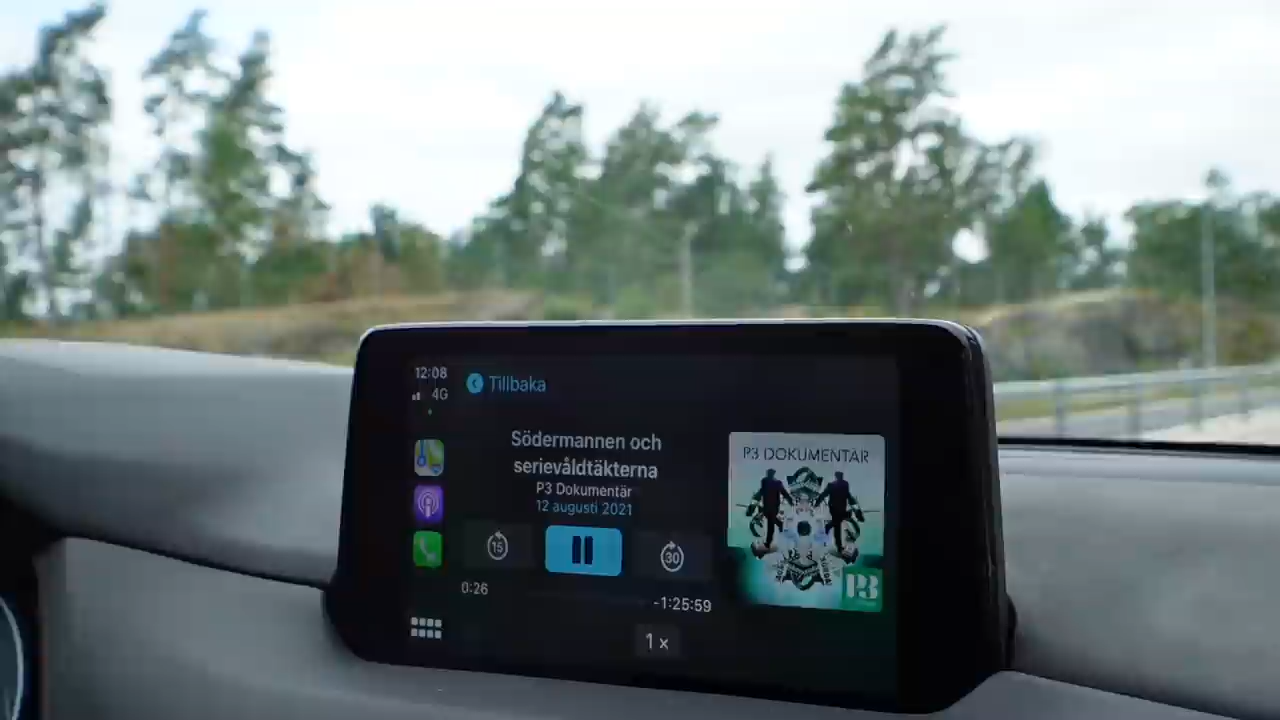 12:08
4G
Tillbaka
Södermannen och
serievåldtäkterna
P3 Dokumentär
12 augusti 2021
15
30
0:26
-1:25:59
1 x
P3 DOKUMENTÄR
P3